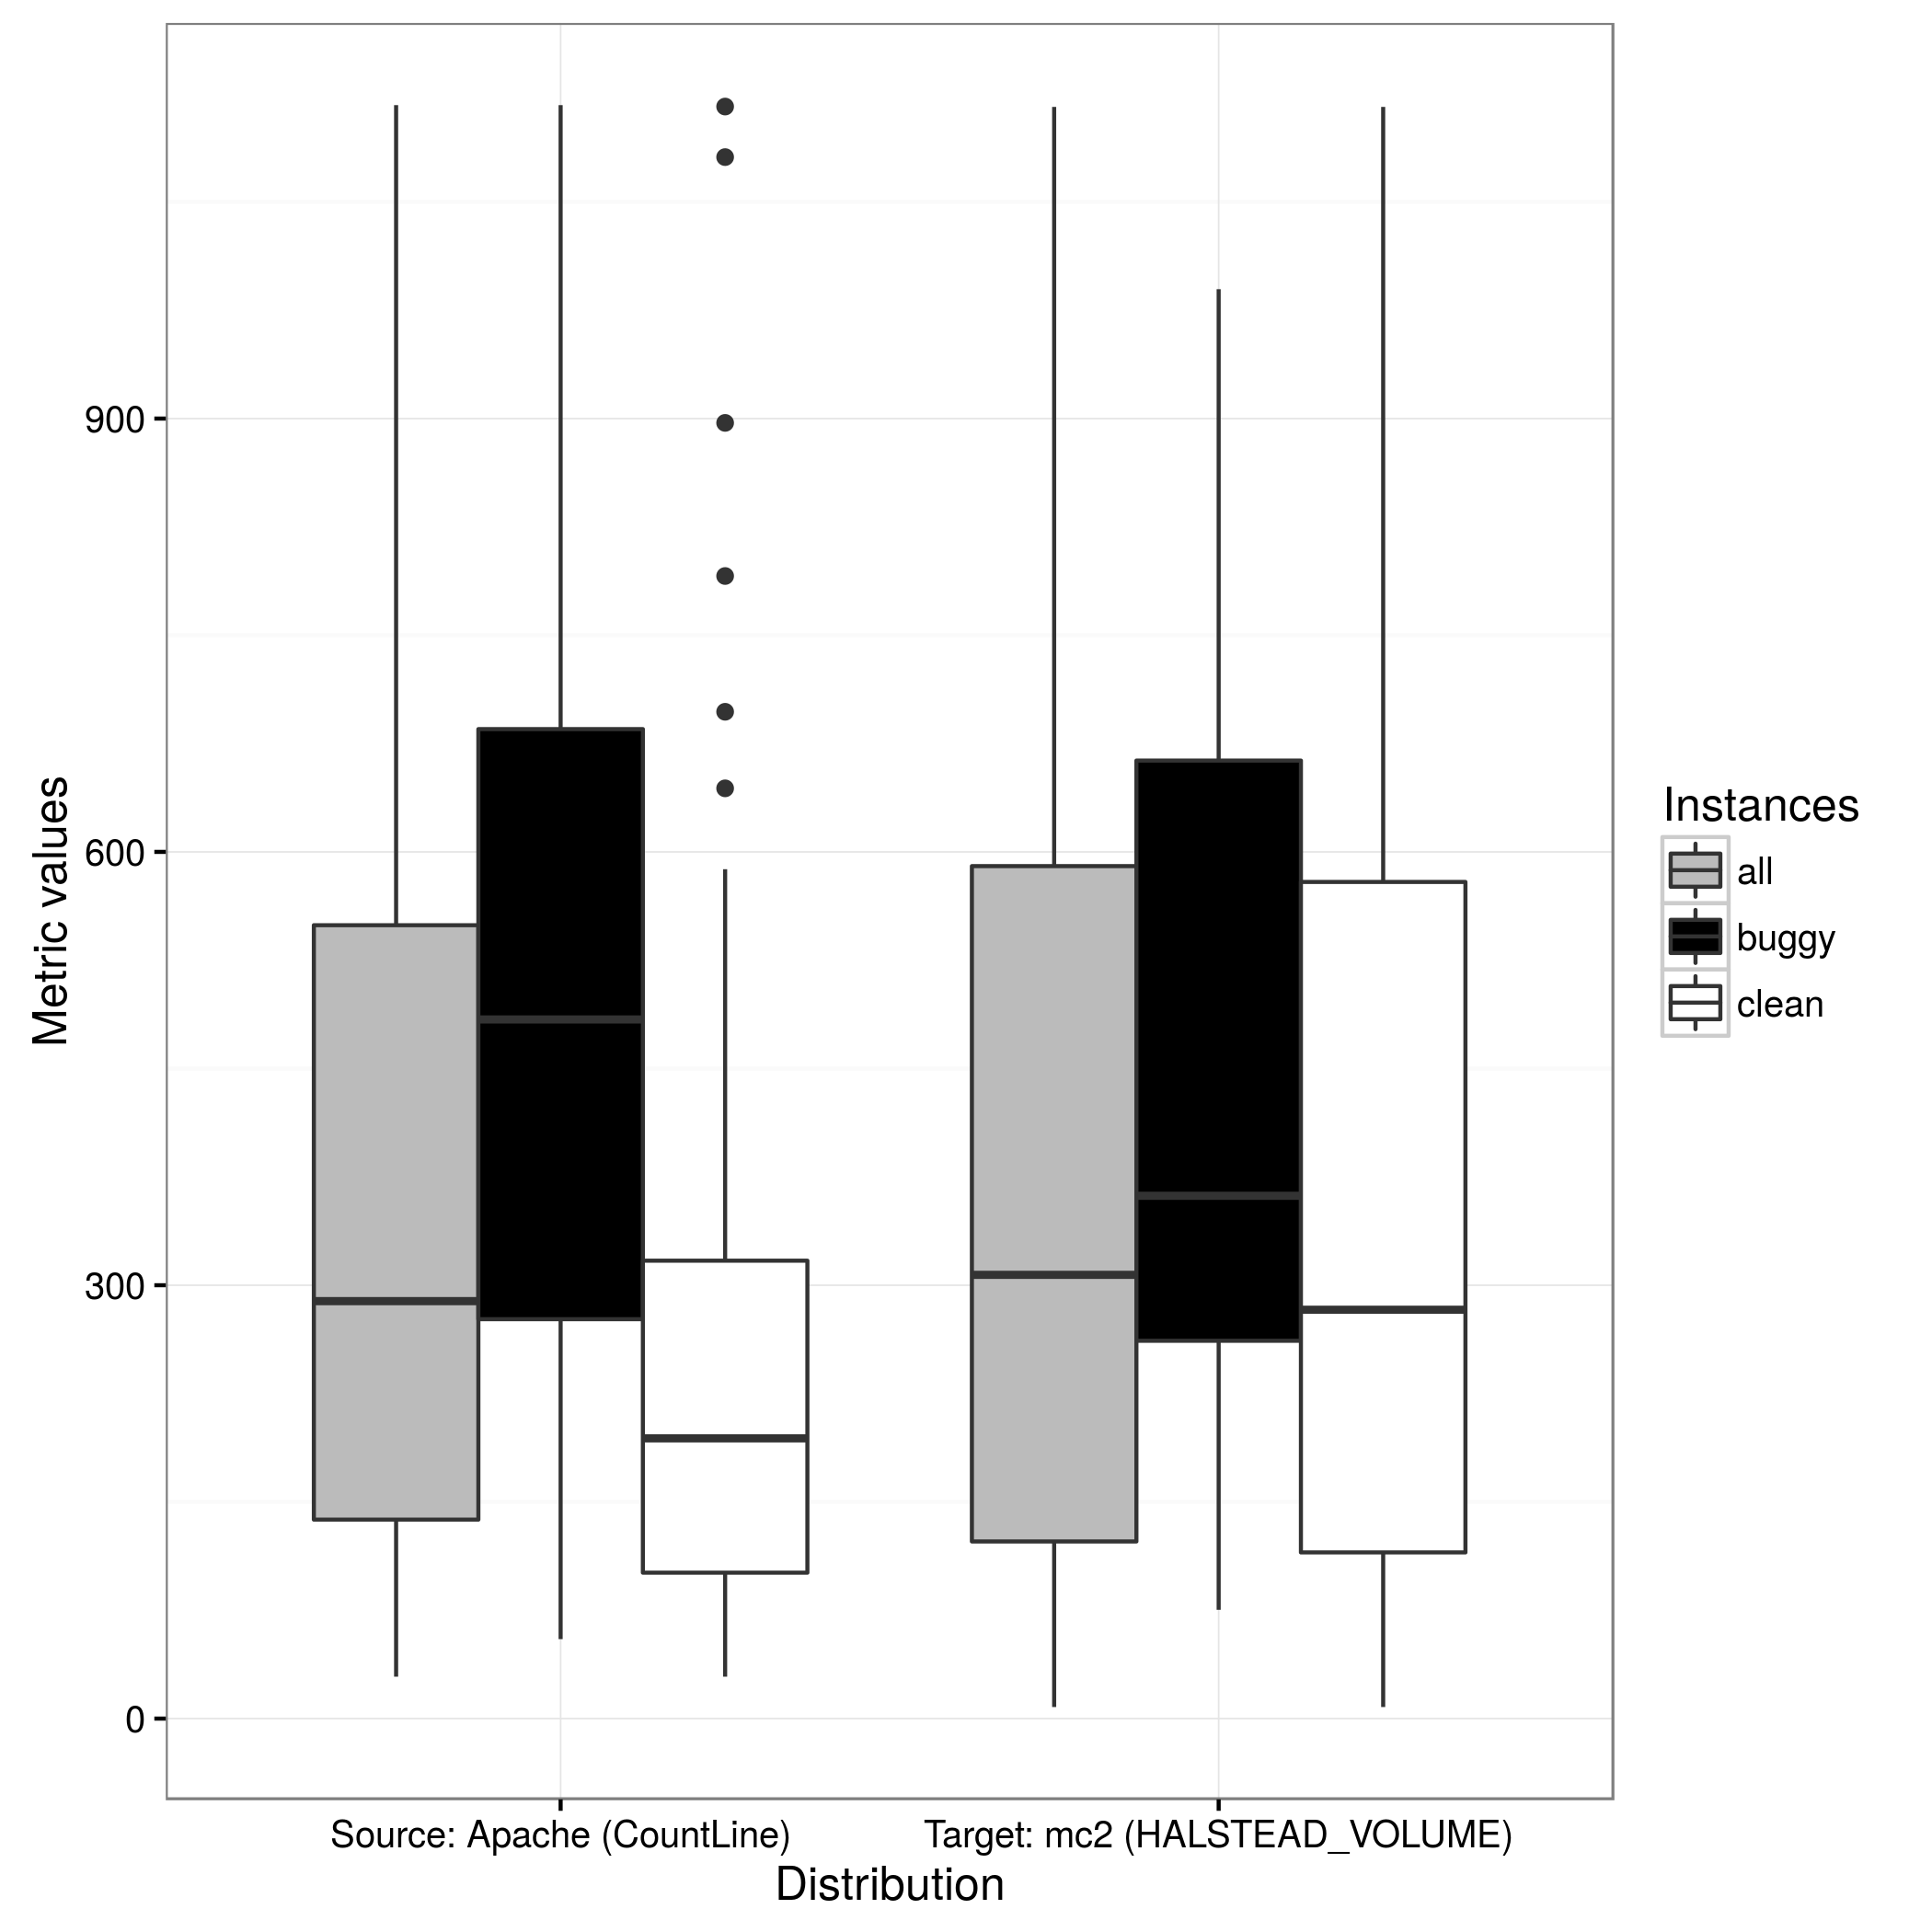 Metric values
900
600
300
0
Source: Apache (CountLine)
Target: mc2 (HALSTEAD_VOLUME)
Distribution
Instances
all
buggy
clean